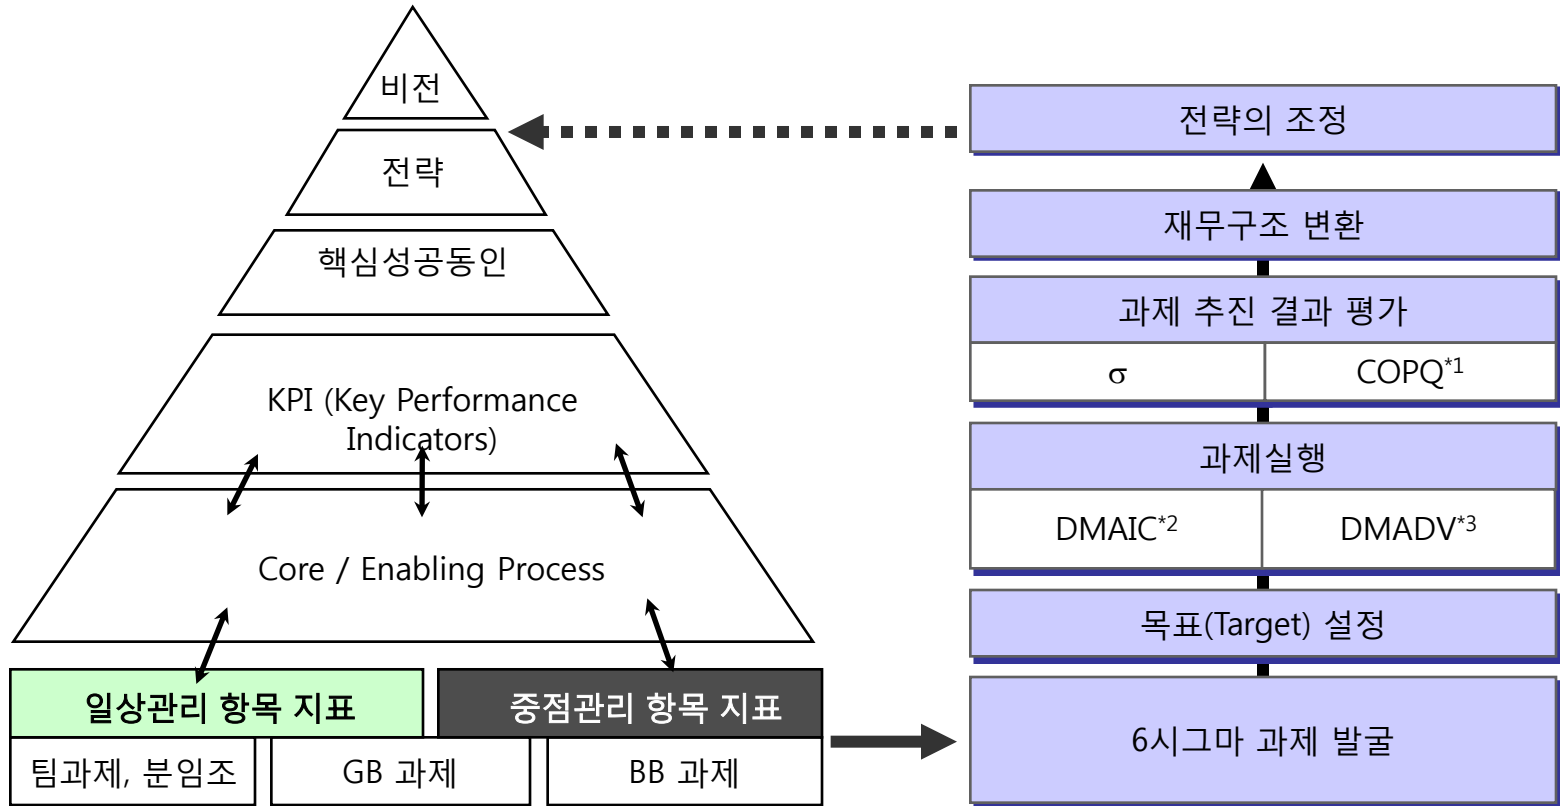 비전
전략
핵심성공동인
KPI (Key Performance
Indicators)
Core / Enabling Process
일상관리 항목 지표
중점관리 항목 지표
팀과제, 분임조
GB 과제
BB 과제
전략의 조정
재무구조 변환
과제 추진 결과 평가
σ
COPQ*1
과제실행
DMAIC*2
DMADV*3
목표(Target) 설정
6시그마 과제 발굴